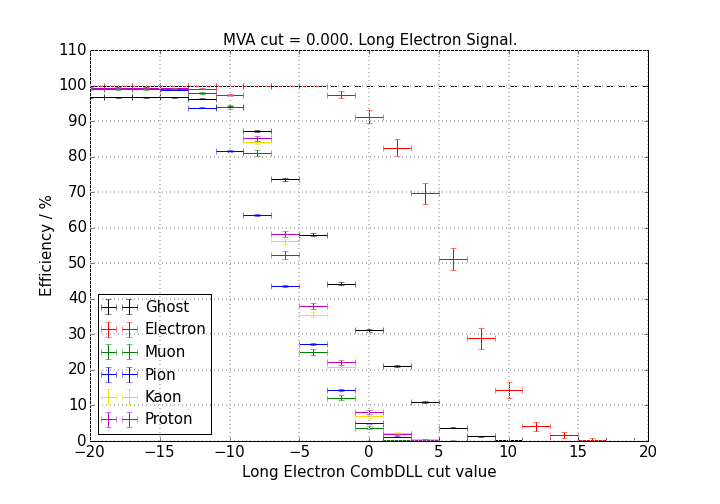 MVA cut = 0.000. Long Electron Signal.
110
100
90
80
70
60
50
40
30
20
10
0
Efficiency / %
Ghost
Electron
Muon
Pion
Kaon
Proton
−20 −15 −10 −5 0 5 10 15 20
Long Electron CombDLL cut value